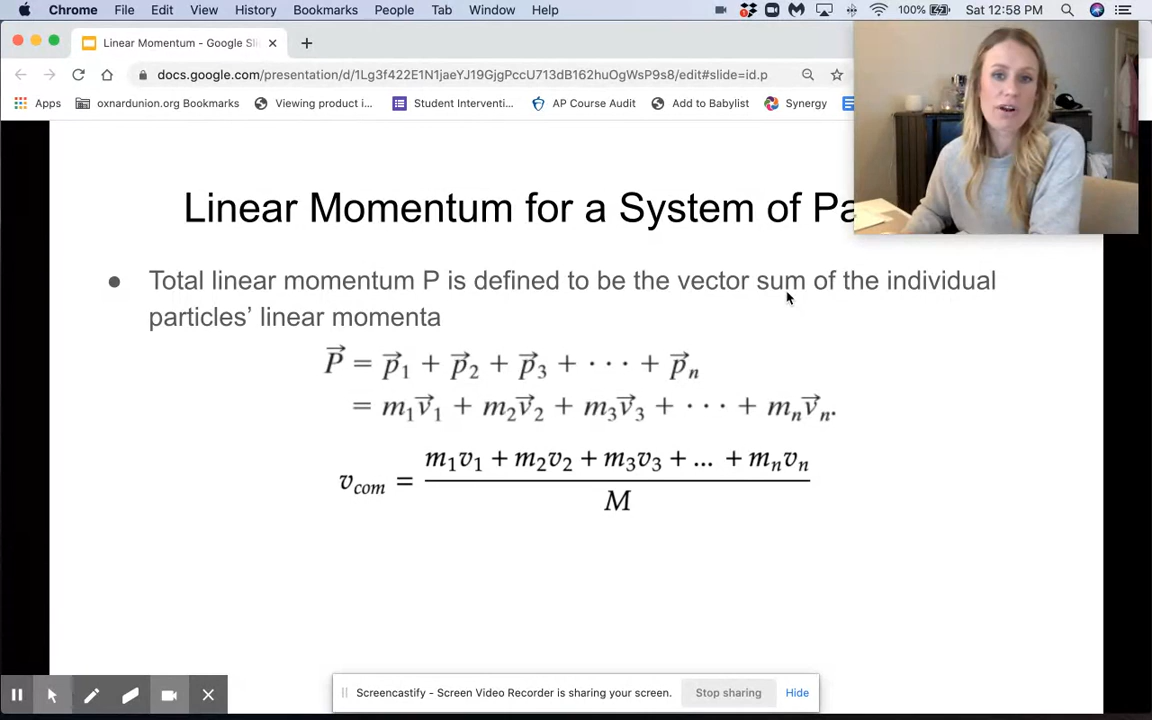 Chrome File Edit View History Bookmarks People Tab Window Help 100% Sat 12:58 PM
Linear Momentum - Google Sli
docs.google.com/presentation/d/1Lg3f422E1N1jaeYJ19GjgPccU713dB162huOgWsP9s8/edit#slide=id.p
Apps oxnardunion.org Bookmarks Viewing product i... Student Interventi... AP Course Audit Add to Babylist Synergy
Linear Momentum for a System of Pa
● Total linear momentum P is defined to be the vector sum of the individual
particles’ linear momenta
P⃗ = p⃗₁ + p⃗₂ + p⃗₃ + · · · + p⃗ₙ
= m₁v⃗₁ + m₂v⃗₂ + m₃v⃗₃ + · · · + mₙv⃗ₙ.
m₁v₁ + m₂v₂ + m₃v₃ + ... + mₙvₙ
v_com =
M
Screencastify - Screen Video Recorder is sharing your screen. Stop sharing Hide